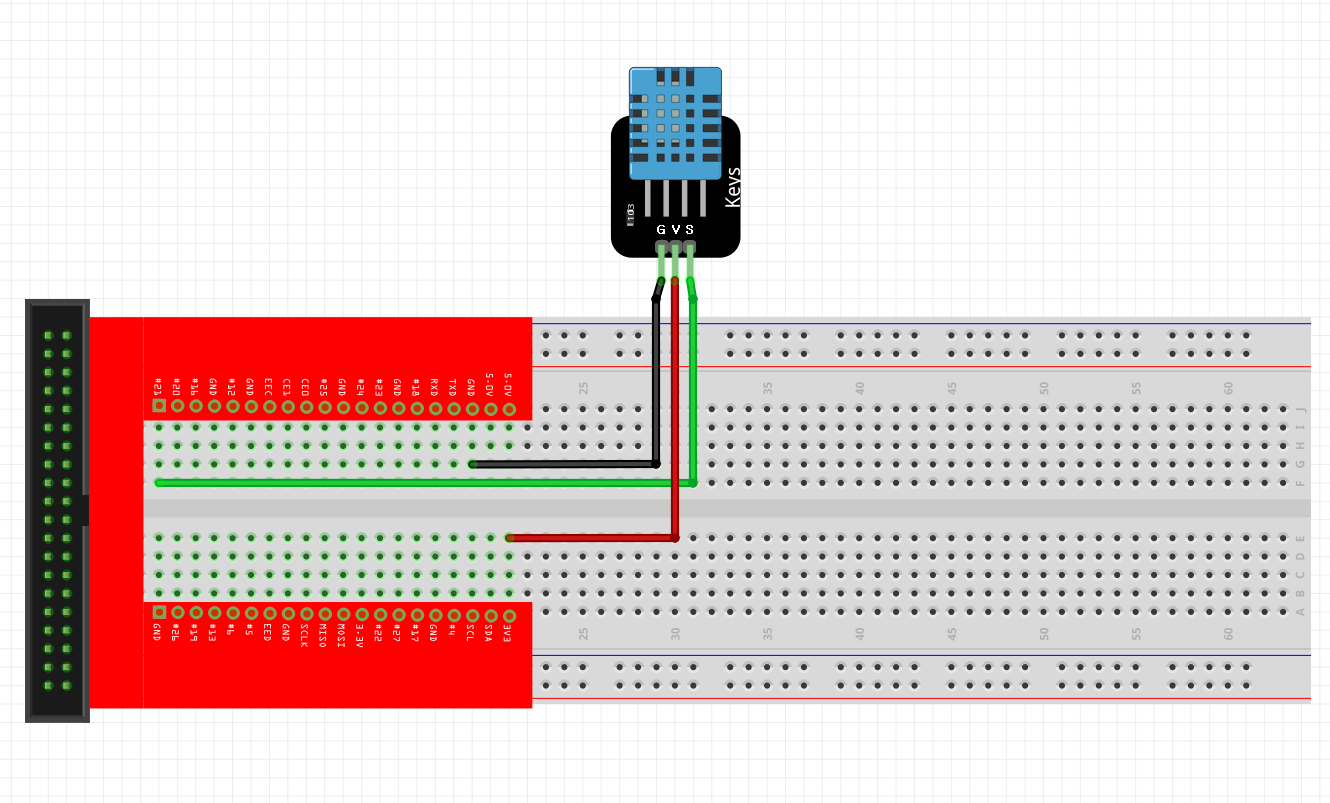 Keys
103
G V S
#21 #20 #16 GND #12 GND EEC CE1 CE0 #25 GND #24 #23 GND #18 RXD TXD GND 5.0V 5.0V
25 35 40 45 50 55 60
J
I
H
G
F
E
D
C
B
A
GND #26 #19 #13 #6 #5 EED GND SCLK MISO MOSI 3.3V #22 #27 #17 GND #4 SCL SDA 3V3
25 30 35 40 45 50 55 60